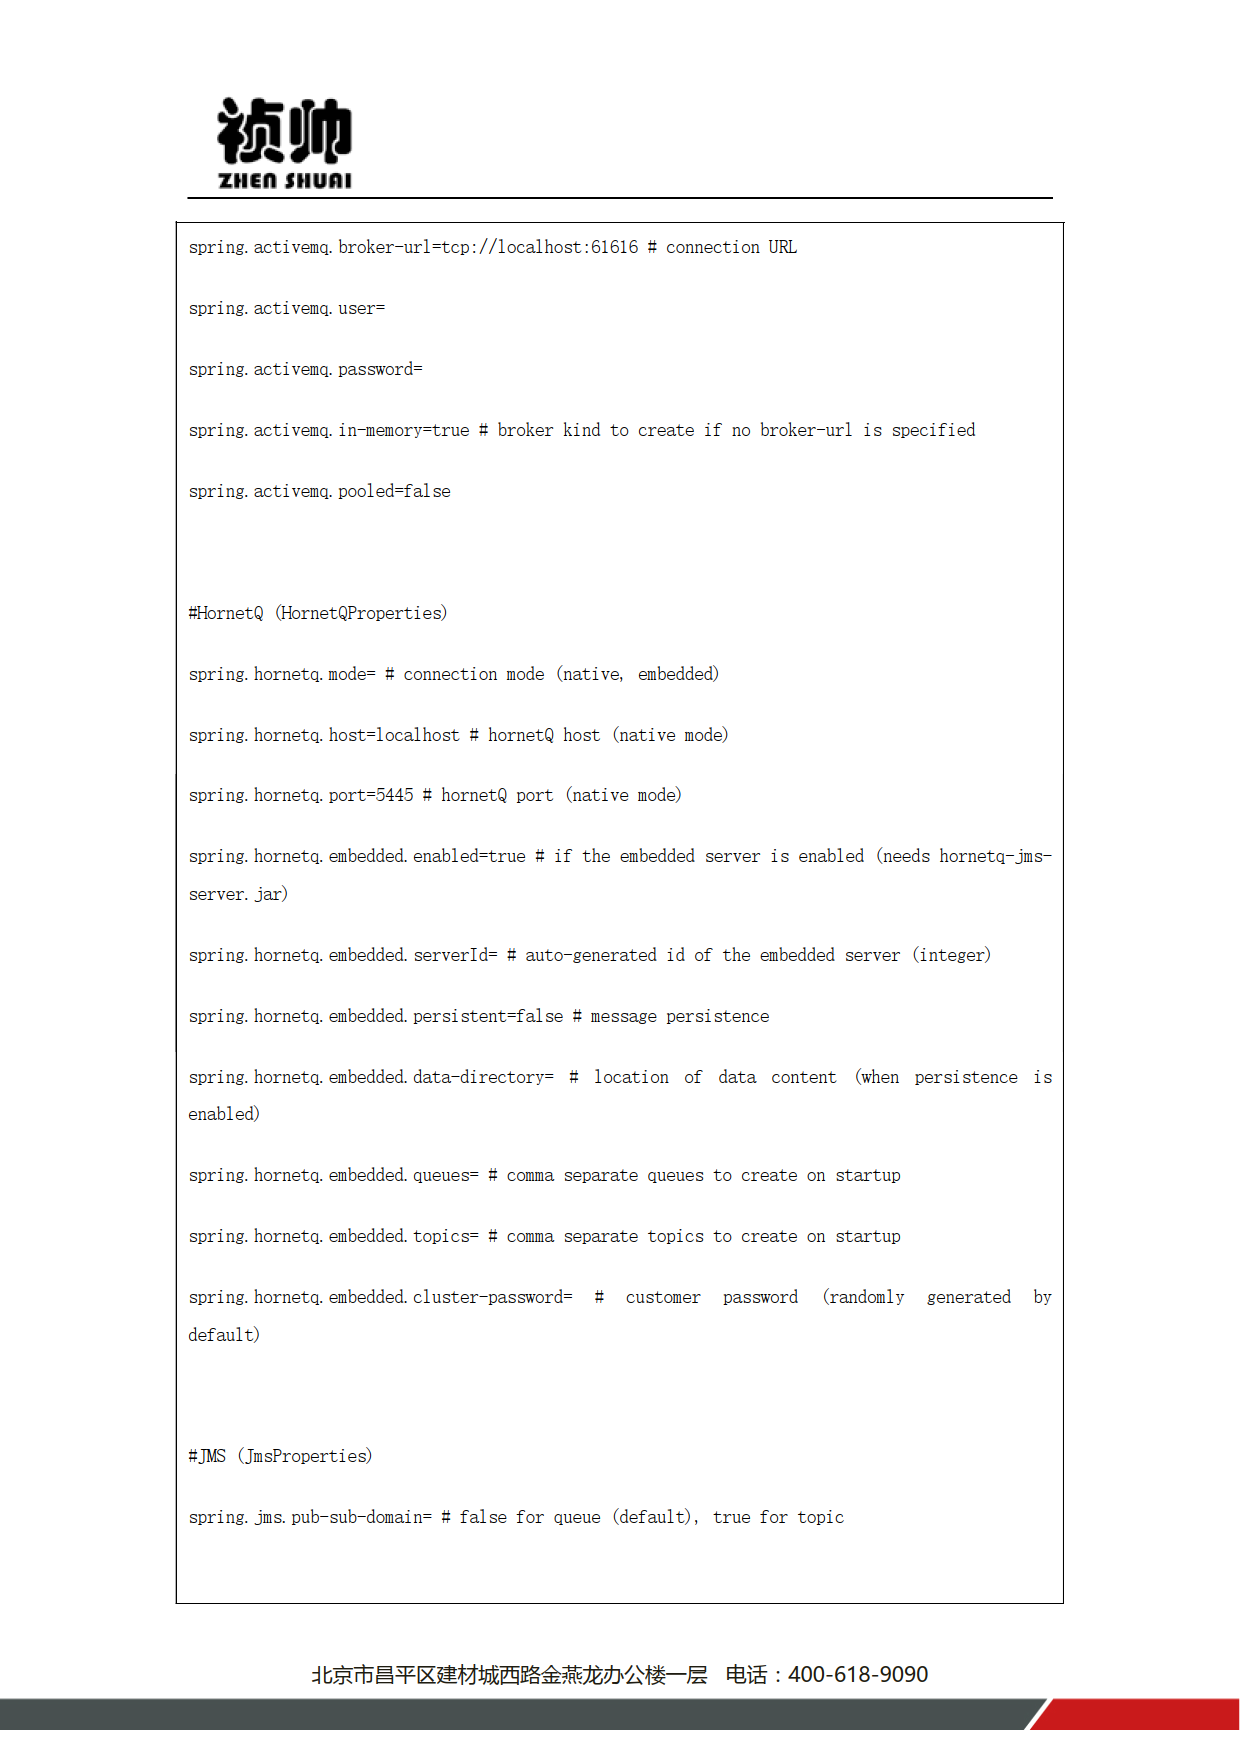 祯帅
ZHEN SHUAI
spring.activemq.broker-url=tcp://localhost:61616 # connection URL
spring.activemq.user=
spring.activemq.password=
spring.activemq.in-memory=true # broker kind to create if no broker-url is specified
spring.activemq.pooled=false
#HornetQ (HornetQProperties)
spring.hornetq.mode= # connection mode (native, embedded)
spring.hornetq.host=localhost # hornetQ host (native mode)
spring.hornetq.port=5445 # hornetQ port (native mode)
spring.hornetq.embedded.enabled=true # if the embedded server is enabled (needs hornetq-jms-
server.jar)
spring.hornetq.embedded.serverId= # auto-generated id of the embedded server (integer)
spring.hornetq.embedded.persistent=false # message persistence
spring.hornetq.embedded.data-directory= # location of data content (when persistence is
enabled)
spring.hornetq.embedded.queues= # comma separate queues to create on startup
spring.hornetq.embedded.topics= # comma separate topics to create on startup
spring.hornetq.embedded.cluster-password= # customer password (randomly generated by
default)
#JMS (JmsProperties)
spring.jms.pub-sub-domain= # false for queue (default), true for topic
北京市昌平区建材城西路金燕龙办公楼一层 电话：400-618-9090